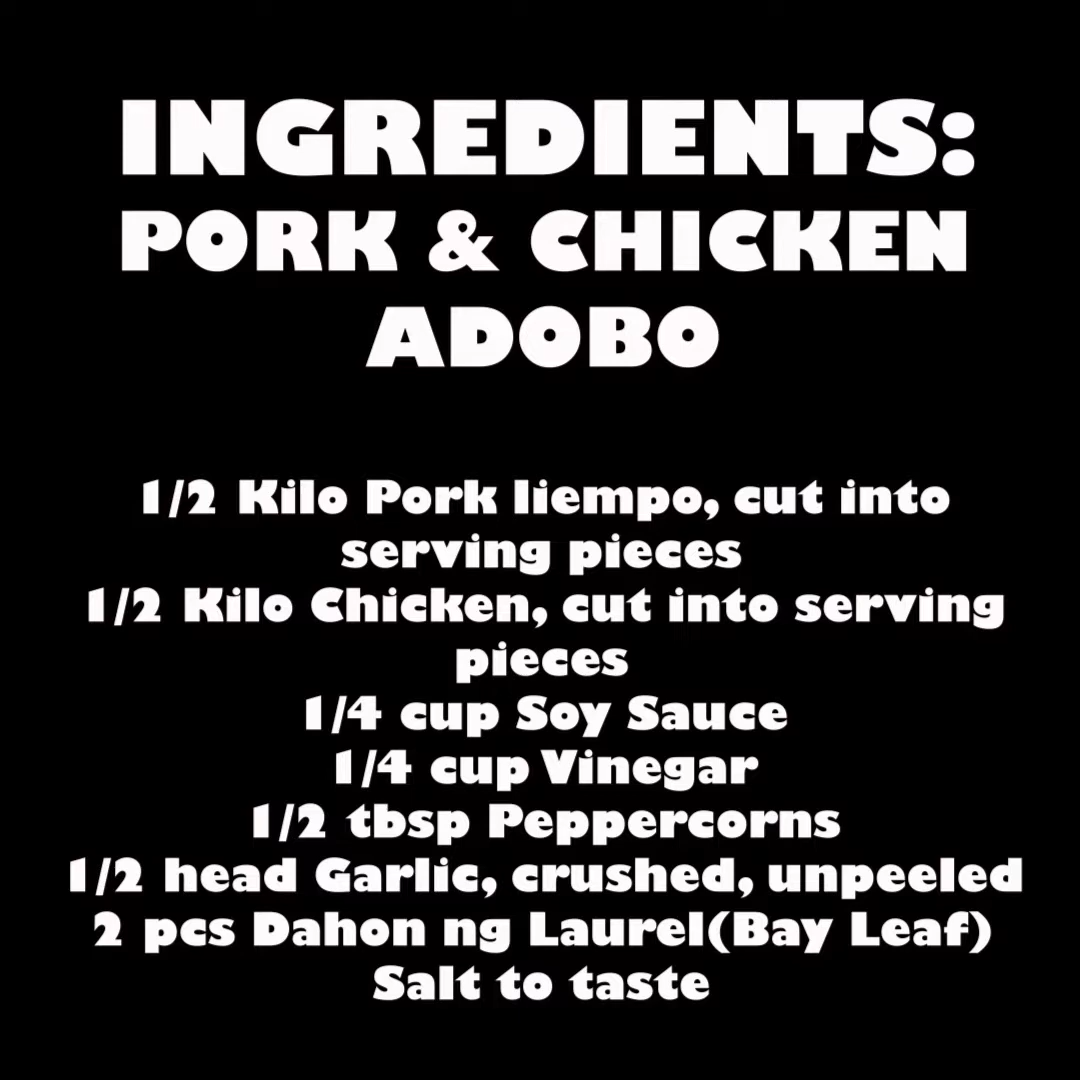 INGREDIENTS:
PORK & CHICKEN
ADOBO
1/2 Kilo Pork liempo, cut into
serving pieces
1/2 Kilo Chicken, cut into serving
pieces
1/4 cup Soy Sauce
1/4 cup Vinegar
1/2 tbsp Peppercorns
1/2 head Garlic, crushed, unpeeled
2 pcs Dahon ng Laurel(Bay Leaf)
Salt to taste